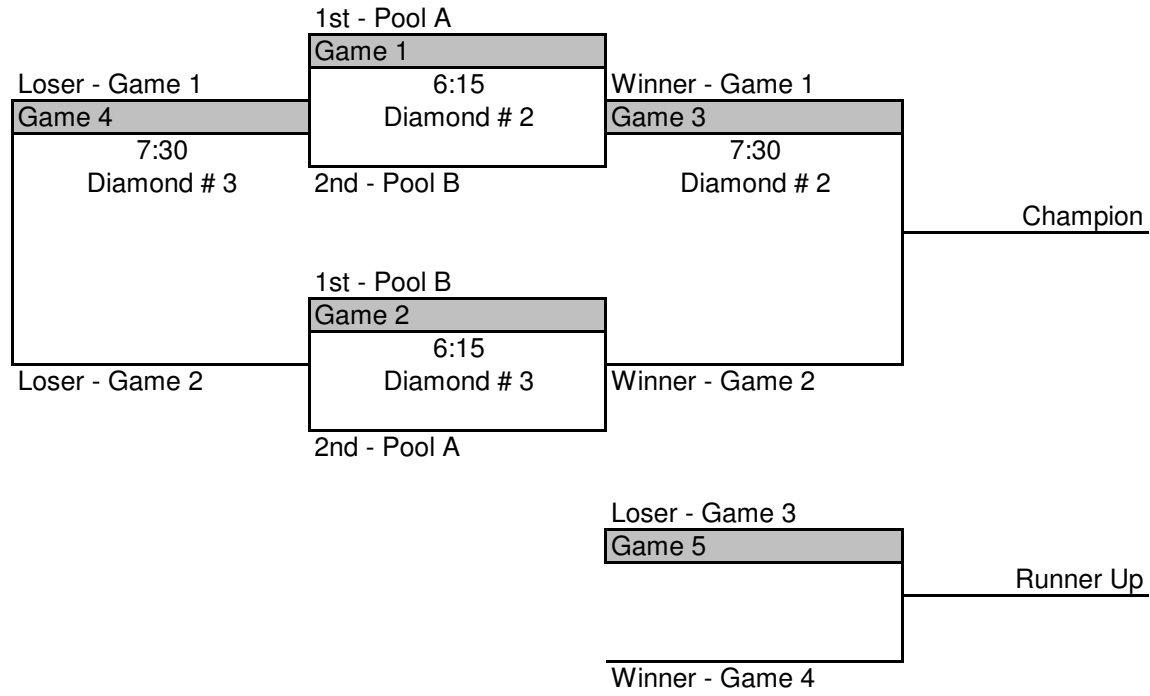 1st - Pool A
Game 1
Loser - Game 1
6:15
Winner - Game 1
Game 4
Diamond # 2
Game 3
7:30
7:30
Diamond # 3
2nd - Pool B
Diamond # 2
Champion
1st - Pool B
Game 2
6:15
Loser - Game 2
Diamond # 3
Winner - Game 2
2nd - Pool A
Loser - Game 3
Game 5
Runner Up
Winner - Game 4